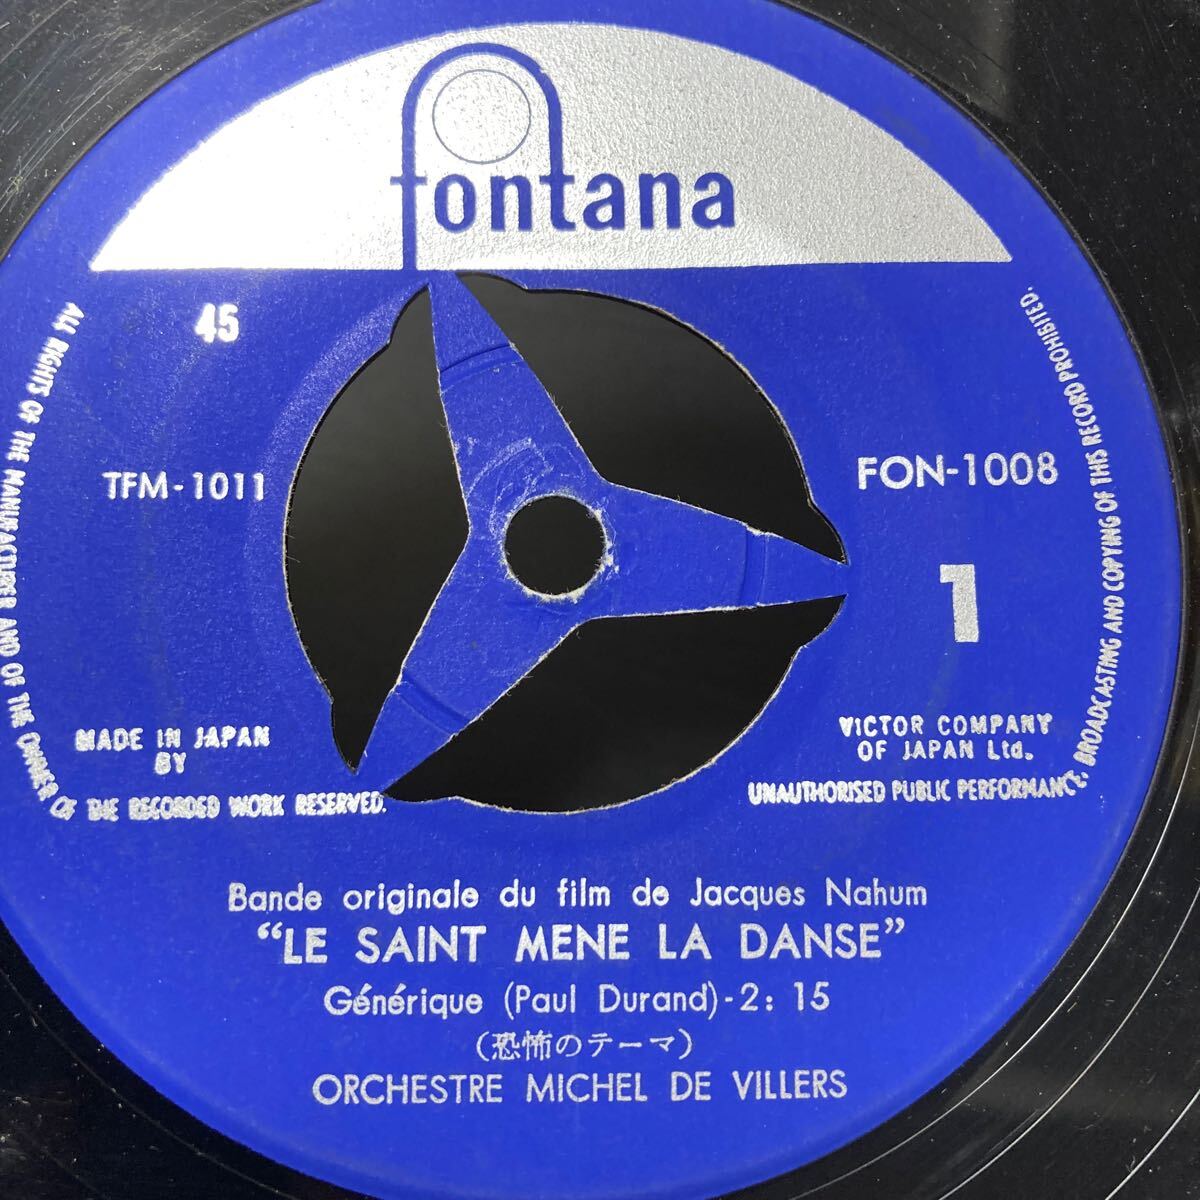 fontana
45
TFM-1011
FON-1008
1
MADE IN JAPAN
BY
VICTOR COMPANY
OF JAPAN Ltd.
ALL RIGHTS OF THE MANUFACTURER AND OF THE OWNER OF THE RECORDED WORK RESERVED.
UNAUTHORISED PUBLIC PERFORMANCE, BROADCASTING AND COPYING OF THIS RECORD PROHIBITED.
Bande originale du film de Jacques Nahum
“LE SAINT MENE LA DANSE”
Générique (Paul Durand)-2:15
(恐怖のテーマ)
ORCHESTRE MICHEL DE VILLERS